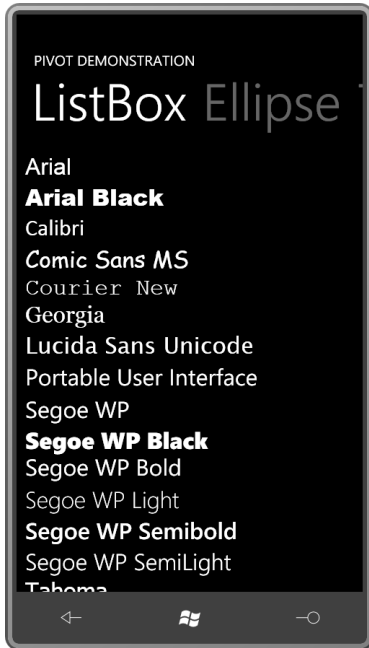 PIVOT DEMONSTRATION
ListBox Ellipse
Arial
Arial Black
Calibri
Comic Sans MS
Courier New
Georgia
Lucida Sans Unicode
Portable User Interface
Segoe WP
Segoe WP Black
Segoe WP Bold
Segoe WP Light
Segoe WP Semibold
Segoe WP SemiLight
Tahoma